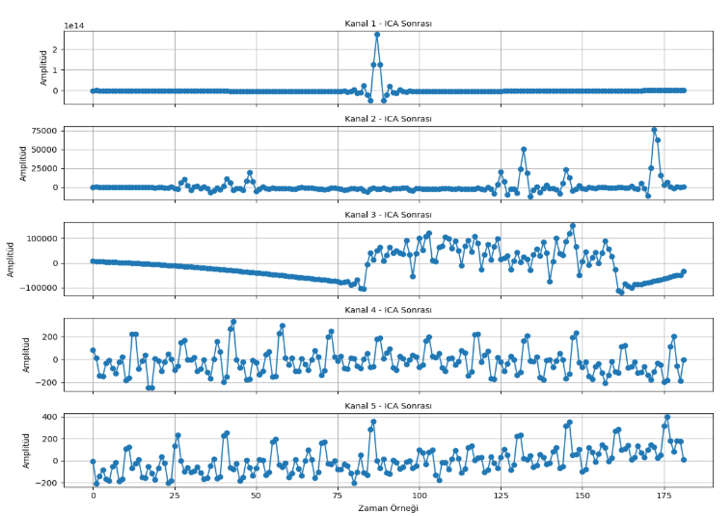 Kanal 1 - ICA Sonrası
1e14
2
1
0
Amplitüd
Kanal 2 - ICA Sonrası
75000
50000
25000
0
Amplitüd
Kanal 3 - ICA Sonrası
100000
0
−100000
Amplitüd
Kanal 4 - ICA Sonrası
200
0
−200
Amplitüd
Kanal 5 - ICA Sonrası
400
200
0
−200
Amplitüd
0 25 50 75 100 125 150 175
Zaman Örneği